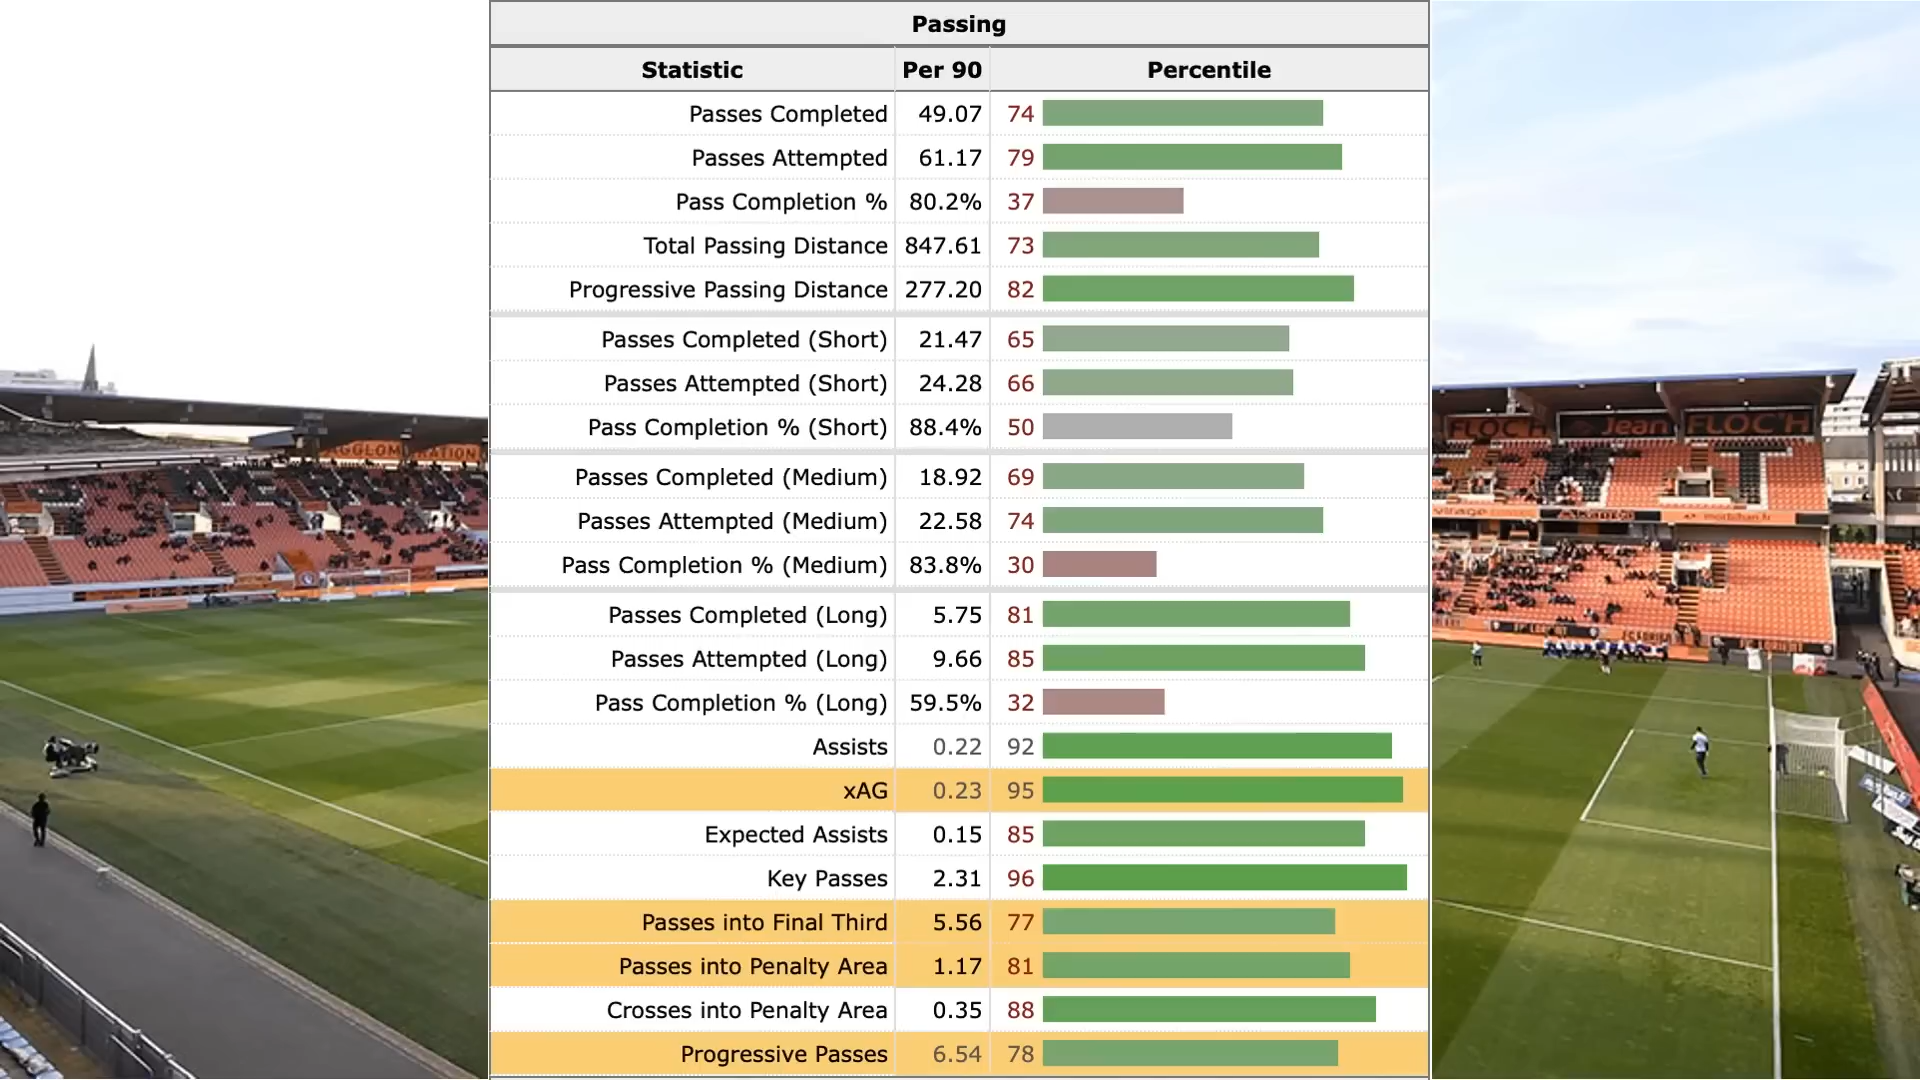 Passing
Statistic Per 90 Percentile
Passes Completed 49.07 74
Passes Attempted 61.17 79
Pass Completion % 80.2% 37
Total Passing Distance 847.61 73
Progressive Passing Distance 277.20 82
Passes Completed (Short) 21.47 65
Passes Attempted (Short) 24.28 66
Pass Completion % (Short) 88.4% 50
Passes Completed (Medium) 18.92 69
Passes Attempted (Medium) 22.58 74
Pass Completion % (Medium) 83.8% 30
Passes Completed (Long) 5.75 81
Passes Attempted (Long) 9.66 85
Pass Completion % (Long) 59.5% 32
Assists 0.22 92
xAG 0.23 95
Expected Assists 0.15 85
Key Passes 2.31 96
Passes into Final Third 5.56 77
Passes into Penalty Area 1.17 81
Crosses into Penalty Area 0.35 88
Progressive Passes 6.54 78
FLOC'H Jean FLOC'H